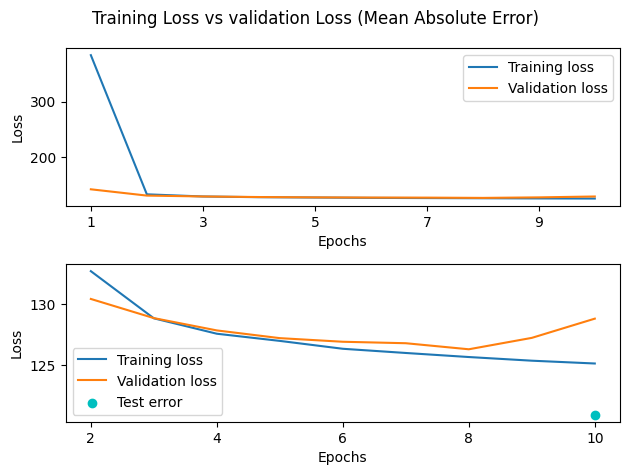 Training Loss vs validation Loss (Mean Absolute Error)
Training loss
Validation loss
300
200
Loss
1 3 5 7 9
Epochs
130
125
Loss
Training loss
Validation loss
Test error
2 4 6 8 10
Epochs